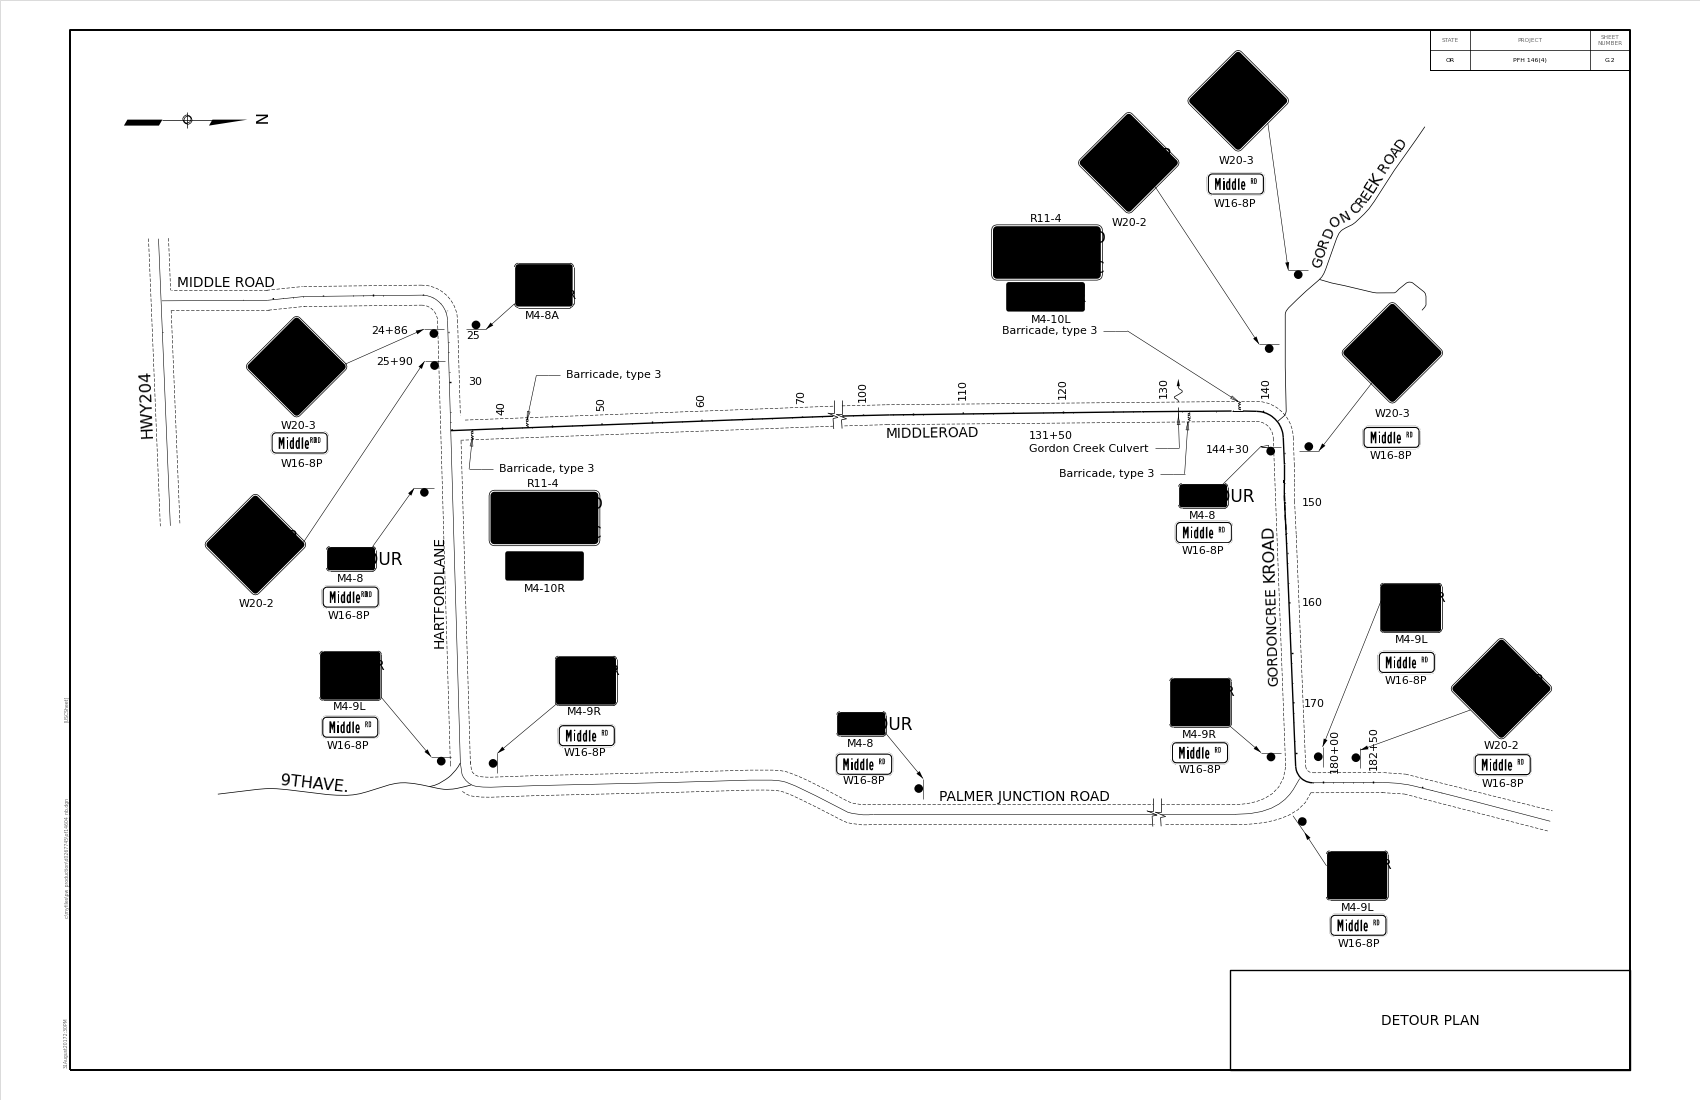 STATE PROJECT SHEET NUMBER
OR PFH 146(4) G.2
N
W20-3
Middle RD
W16-8P
W20-2
GORDON CREEK ROAD
R11-4
M4-10L
Barricade, type 3
MIDDLE ROAD
M4-8A
24+86
25
25+90
30
HWY204
W20-3
Middle
W16-8P
Barricade, type 3
40
50
60
70
100
110
120
130
140
MIDDLEROAD
131+50
Gordon Creek Culvert
Barricade, type 3
144+30
W20-3
Middle RD
W16-8P
Barricade, type 3
R11-4
M4-10R
UR
M4-8
Middle RD
W16-8P
150
UR
M4-8
Middle
W16-8P
W20-2
HARTFORDLANE
GORDONCREE KROAD
160
M4-9L
Middle RD
W16-8P
M4-9L
Middle RD
W16-8P
M4-9R
Middle RD
W16-8P
UR
M4-8
Middle RD
W16-8P
M4-9R
Middle RD
W16-8P
170
180+00
182+50
W20-2
Middle RD
W16-8P
9THAVE.
PALMER JUNCTION ROAD
M4-9L
Middle RD
W16-8P
DETOUR PLAN